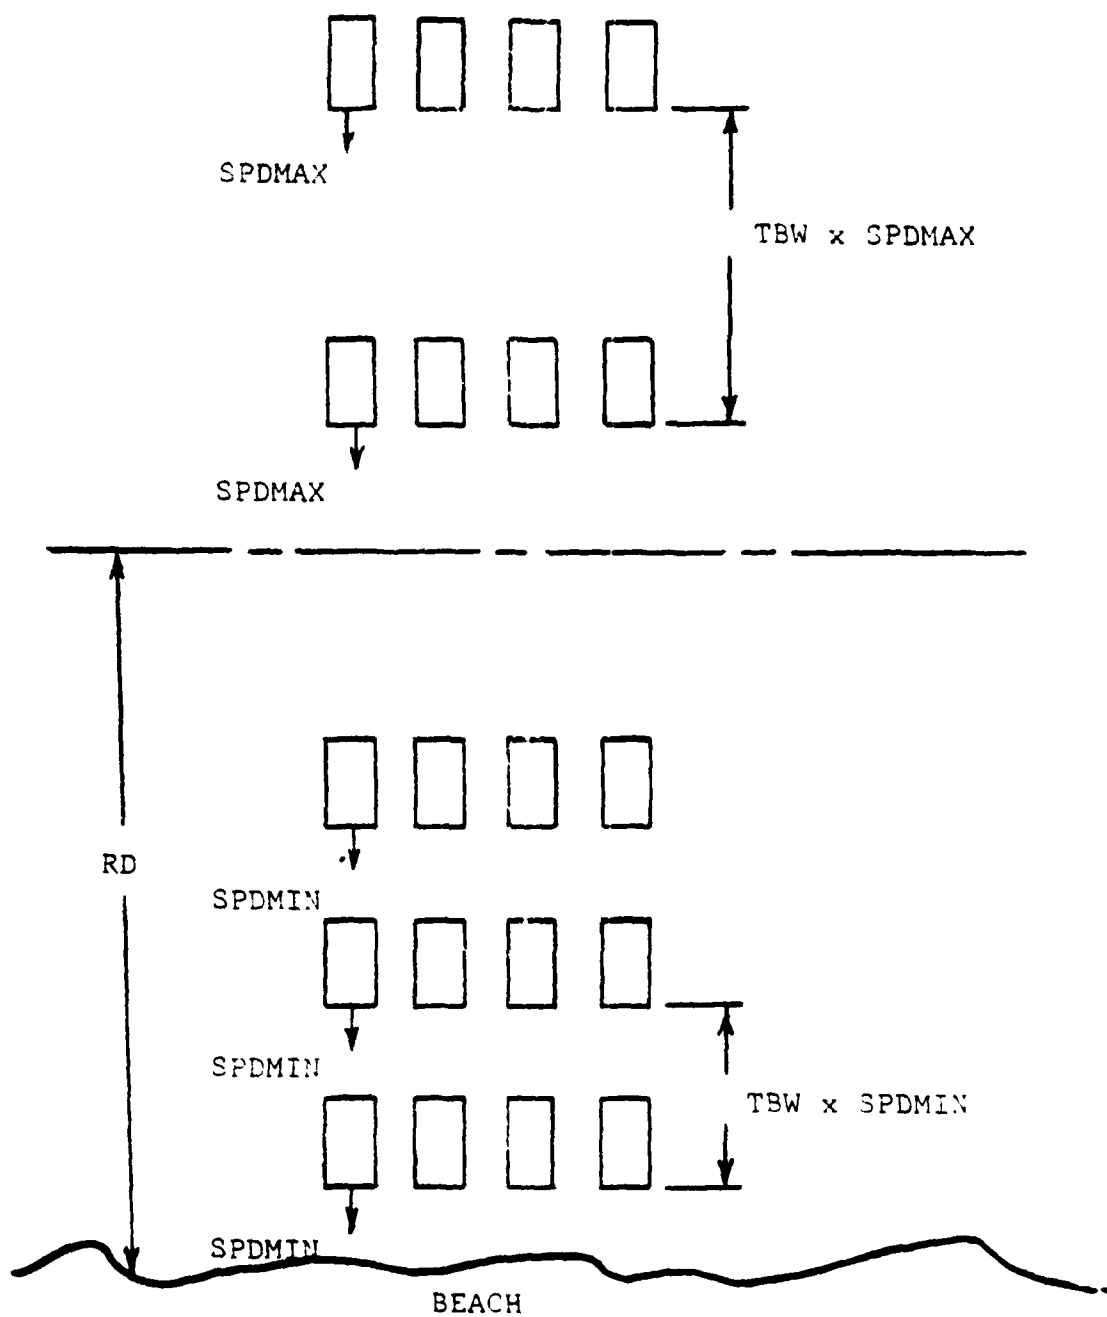 SPDMAX
TBW x SPDMAX
SPDMAX
RD
SPDMIN
SPDMIN
TBW x SPDMIN
SPDMIN
BEACH